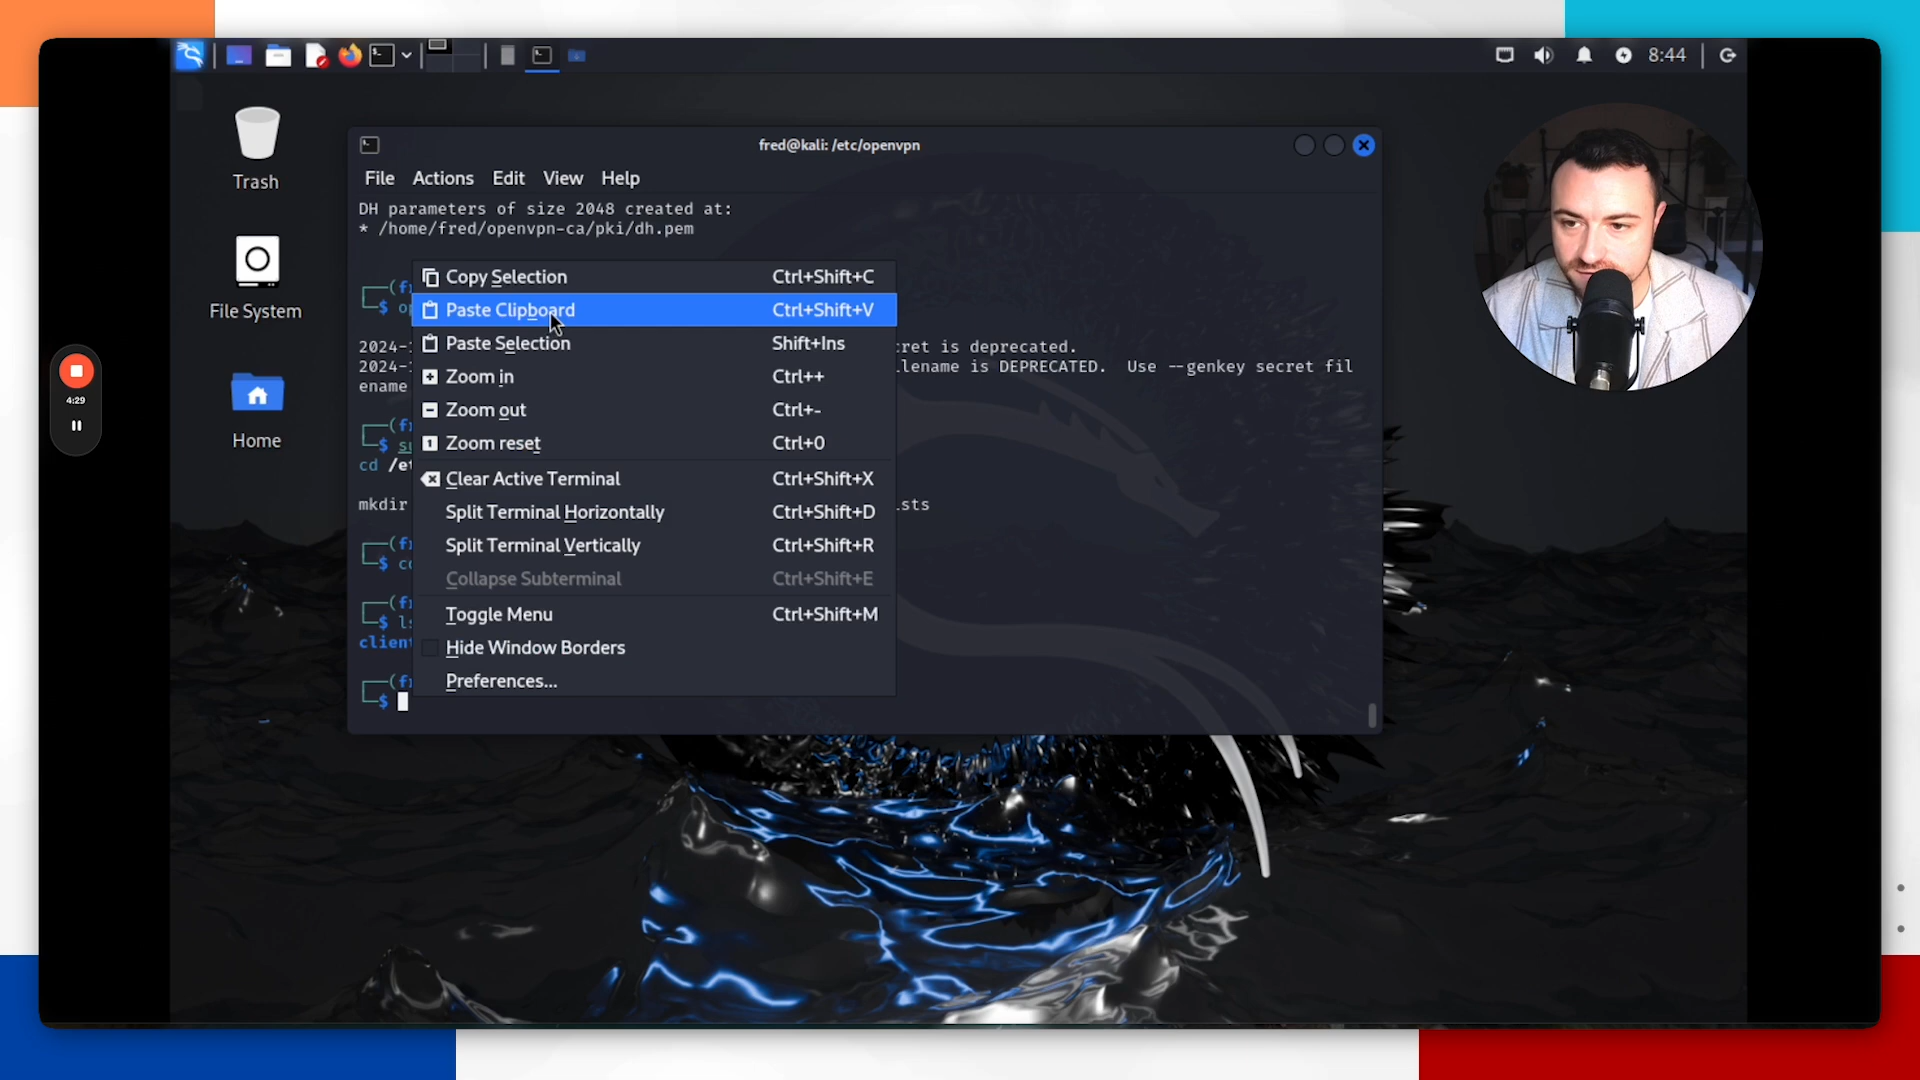 8:44
Trash
File System
Home
4:29
fred@kali: /etc/openvpn
File Actions Edit View Help
DH parameters of size 2048 created at:
* /home/fred/openvpn-ca/pki/dh.pem
Copy Selection Ctrl+Shift+C
Paste Clipboard Ctrl+Shift+V
Paste Selection Shift+Ins
Zoom in Ctrl++
Zoom out Ctrl+-
Zoom reset Ctrl+0
Clear Active Terminal Ctrl+Shift+X
Split Terminal Horizontally Ctrl+Shift+D
Split Terminal Vertically Ctrl+Shift+R
Collapse Subterminal Ctrl+Shift+E
Toggle Menu Ctrl+Shift+M
Hide Window Borders
Preferences...
(f
$
2024- is deprecated.
2024- is DEPRECATED. Use --genkey secret fil
ename
(f
$
cd
mkdir
(f
$
(f
$
client
(f
$